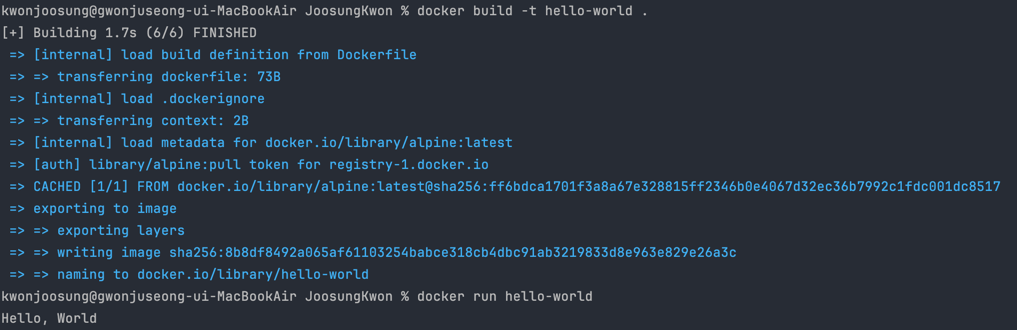 kwonjoosung@gwonjuseong-ui-MacBookAir JoosungKwon % docker build -t hello-world .
[+] Building 1.7s (6/6) FINISHED
=> [internal] load build definition from Dockerfile
=> => transferring dockerfile: 73B
=> [internal] load .dockerignore
=> => transferring context: 2B
=> [internal] load metadata for docker.io/library/alpine:latest
=> [auth] library/alpine:pull token for registry-1.docker.io
=> CACHED [1/1] FROM docker.io/library/alpine:latest@sha256:ff6bdca1701f3a8a67e328815ff2346b0e4067d32ec36b7992c1fdc001dc8517
=> exporting to image
=> => exporting layers
=> => writing image sha256:8b8df8492a065af61103254babce318cb4dbc91ab3219833d8e963e829e26a3c
=> => naming to docker.io/library/hello-world
kwonjoosung@gwonjuseong-ui-MacBookAir JoosungKwon % docker run hello-world
Hello, World